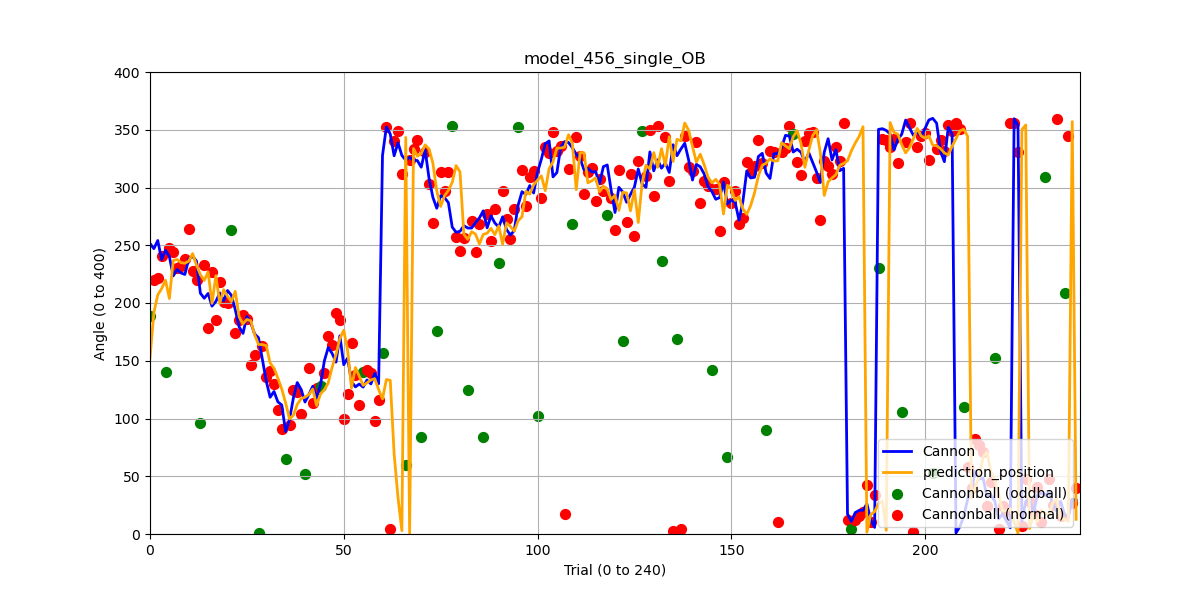 model_456_single_OB
400
350
300
250
200
150
100
50
0
Angle (0 to 400)
0 50 100 150 200
Trial (0 to 240)
Cannon
prediction_position
Cannonball (oddball)
Cannonball (normal)